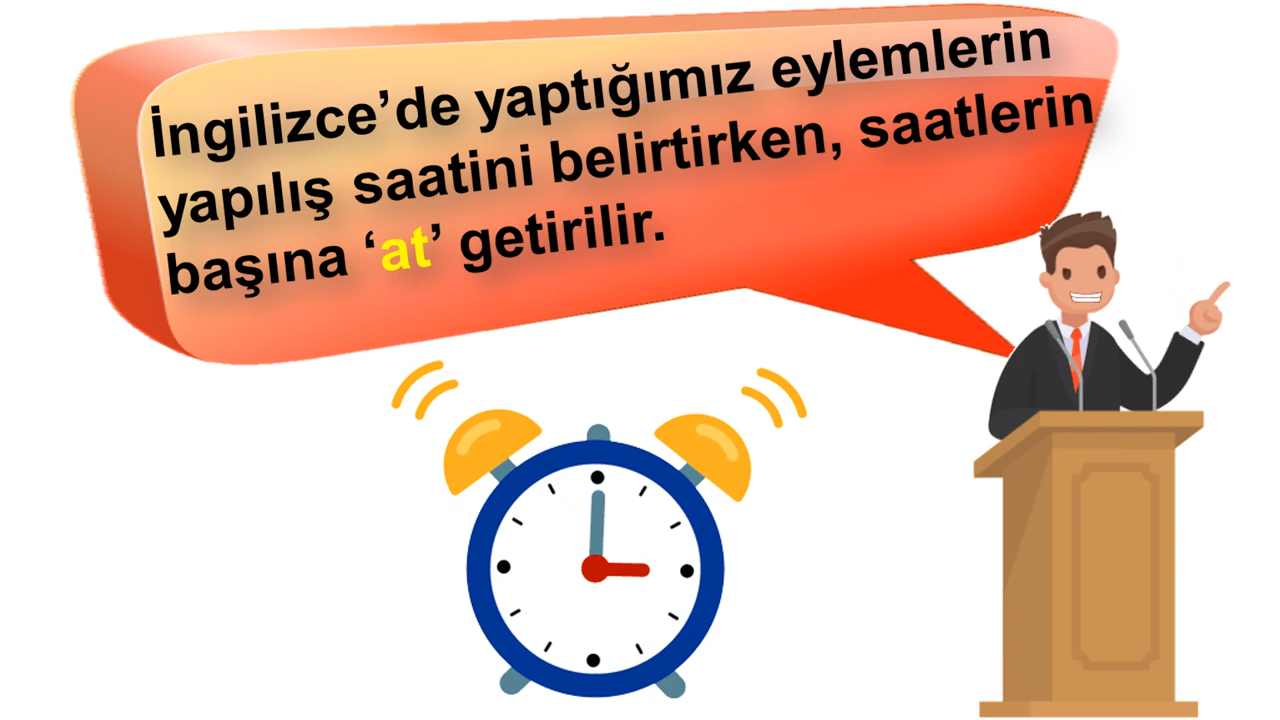 İngilizce’de yaptığımız eylemlerin
yapılış saatini belirtirken, saatlerin
başına ‘at’ getirilir.